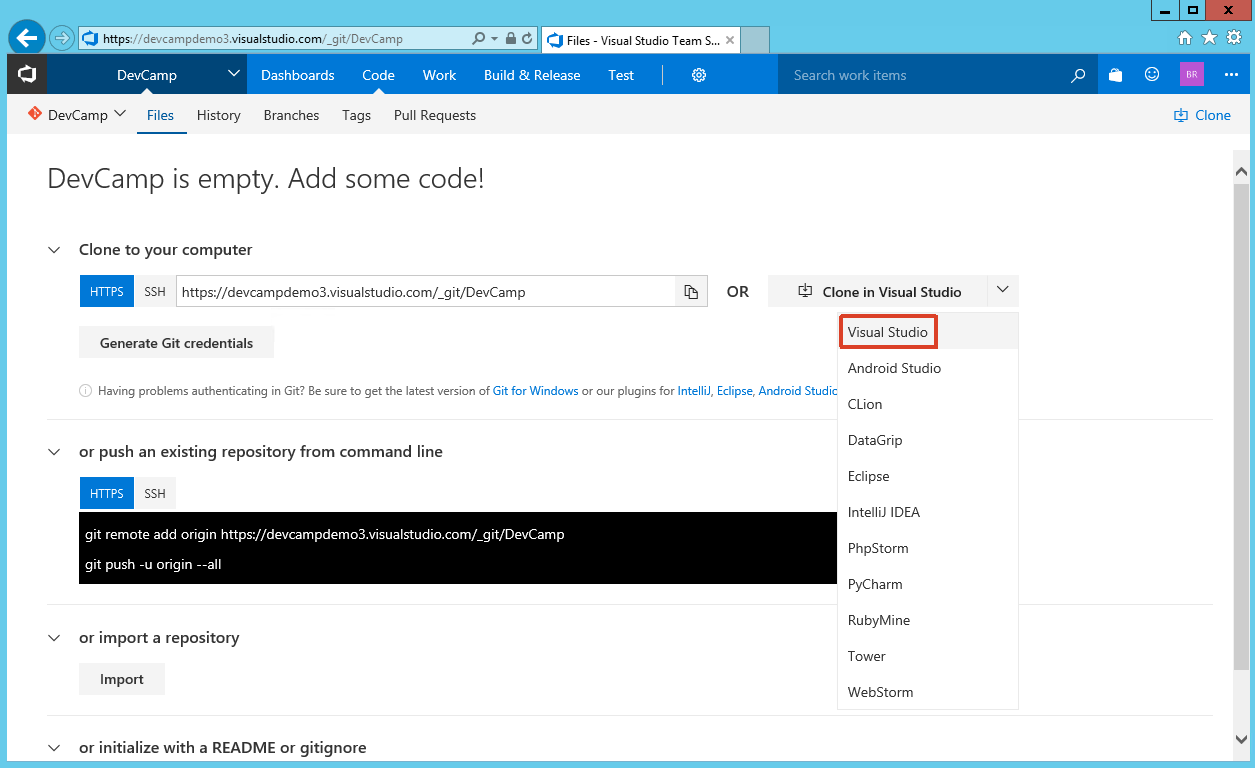 https://devcampdemo3.visualstudio.com/_git/DevCamp
Files - Visual Studio Team S...
DevCamp Dashboards Code Work Build & Release Test Search work items BR
DevCamp Files History Branches Tags Pull Requests Clone
DevCamp is empty. Add some code!
Clone to your computer
HTTPS SSH https://devcampdemo3.visualstudio.com/_git/DevCamp OR Clone in Visual Studio
Generate Git credentials
Having problems authenticating in Git? Be sure to get the latest version of Git for Windows or our plugins for IntelliJ, Eclipse, Android Studio
Visual Studio
Android Studio
CLion
DataGrip
Eclipse
IntelliJ IDEA
PhpStorm
PyCharm
RubyMine
Tower
WebStorm
or push an existing repository from command line
HTTPS SSH
git remote add origin https://devcampdemo3.visualstudio.com/_git/DevCamp
git push -u origin --all
or import a repository
Import
or initialize with a README or gitignore